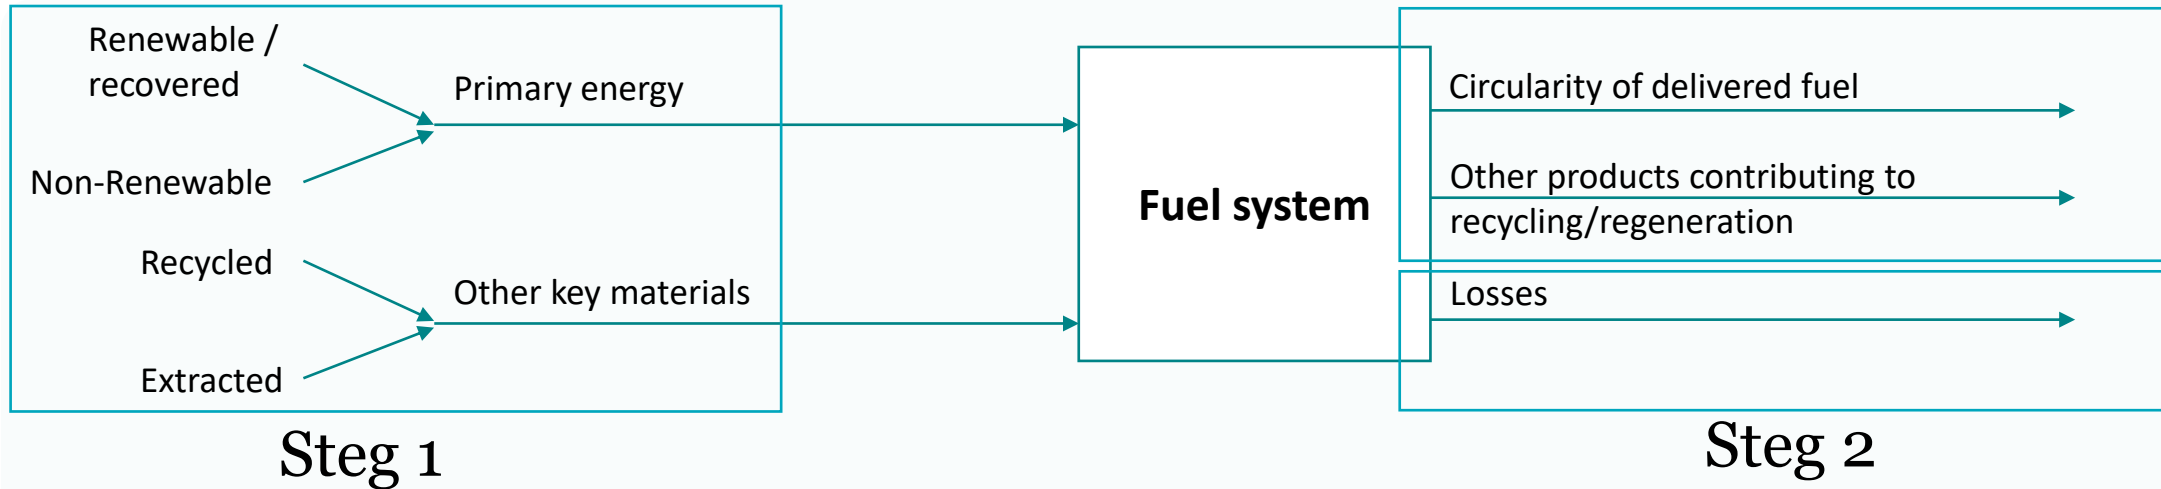 Renewable /
recovered
Primary energy
Non-Renewable
Recycled
Other key materials
Extracted
Steg 1
Fuel system
Circularity of delivered fuel
Other products contributing to
recycling/regeneration
Losses
Steg 2